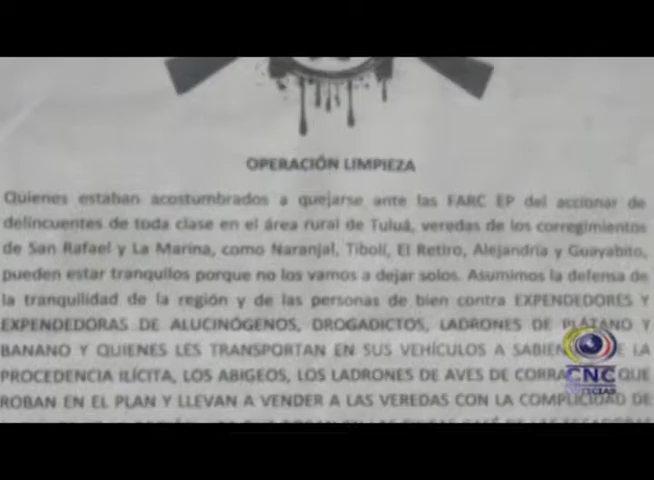 OPERACIÓN LIMPIEZA
Quienes estaban acostumbrados a quejarse ante las FARC EP del accionar de
delincuentes de toda clase en el área rural de Tuluá, veredas de los corregimientos
de San Rafael y La Marina, como Naranjal, Tibolí, El Retiro, Alejandría y Guayabito,
pueden estar tranquilos porque no los vamos a dejar solos. Asumimos la defensa de
la tranquilidad de la región y de las personas de bien contra EXPENDEDORES Y
EXPENDEDORAS DE ALUCINÓGENOS, DROGADICTOS, LADRONES DE PLÁTANO Y
BANANO Y QUIENES LES TRANSPORTAN EN SUS VEHÍCULOS A LA
PROCEDENCIA ILÍCITA, LOS ABIGEOS, LOS LADRONES DE AVES DE QUE
ROBAN EN EL PLAN Y LLEVAN A VENDER A LAS VEREDAS CON LA COMPLICIDAD DE
CNC
NOTICIAS